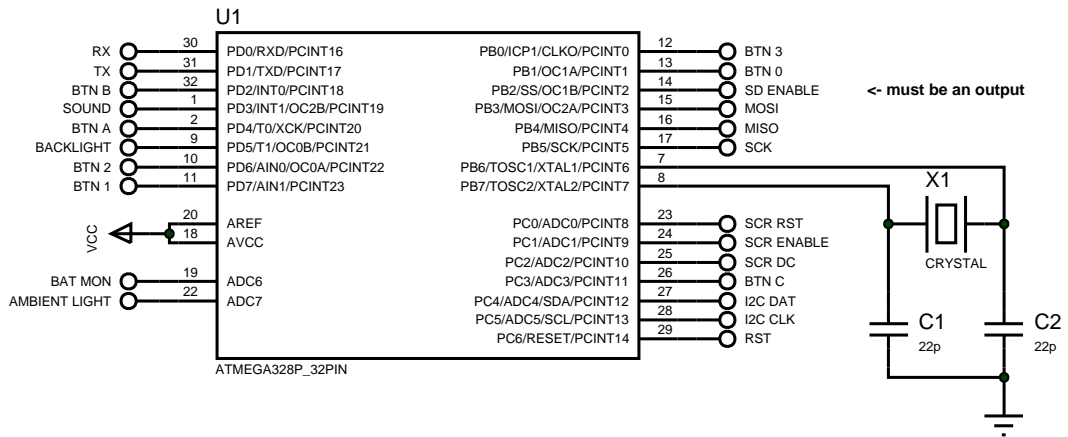 U1
RX 30 PD0/RXD/PCINT16 PB0/ICP1/CLKO/PCINT0 12 BTN 3
TX 31 PD1/TXD/PCINT17 PB1/OC1A/PCINT1 13 BTN 0
BTN B 32 PD2/INT0/PCINT18 PB2/SS/OC1B/PCINT2 14 SD ENABLE <- must be an output
SOUND 1 PD3/INT1/OC2B/PCINT19 PB3/MOSI/OC2A/PCINT3 15 MOSI
BTN A 2 PD4/T0/XCK/PCINT20 PB4/MISO/PCINT4 16 MISO
BACKLIGHT 9 PD5/T1/OC0B/PCINT21 PB5/SCK/PCINT5 17 SCK
BTN 2 10 PD6/AIN0/OC0A/PCINT22 PB6/TOSC1/XTAL1/PCINT6 7
BTN 1 11 PD7/AIN1/PCINT23 PB7/TOSC2/XTAL2/PCINT7 8
X1
CRYSTAL
VCC
20 AREF PC0/ADC0/PCINT8 23 SCR RST
18 AVCC PC1/ADC1/PCINT9 24 SCR ENABLE
PC2/ADC2/PCINT10 25 SCR DC
BAT MON 19 ADC6 PC3/ADC3/PCINT11 26 BTN C
AMBIENT LIGHT 22 ADC7 PC4/ADC4/SDA/PCINT12 27 I2C DAT
PC5/ADC5/SCL/PCINT13 28 I2C CLK
PC6/RESET/PCINT14 29 RST
C1
22p
C2
22p
ATMEGA328P_32PIN